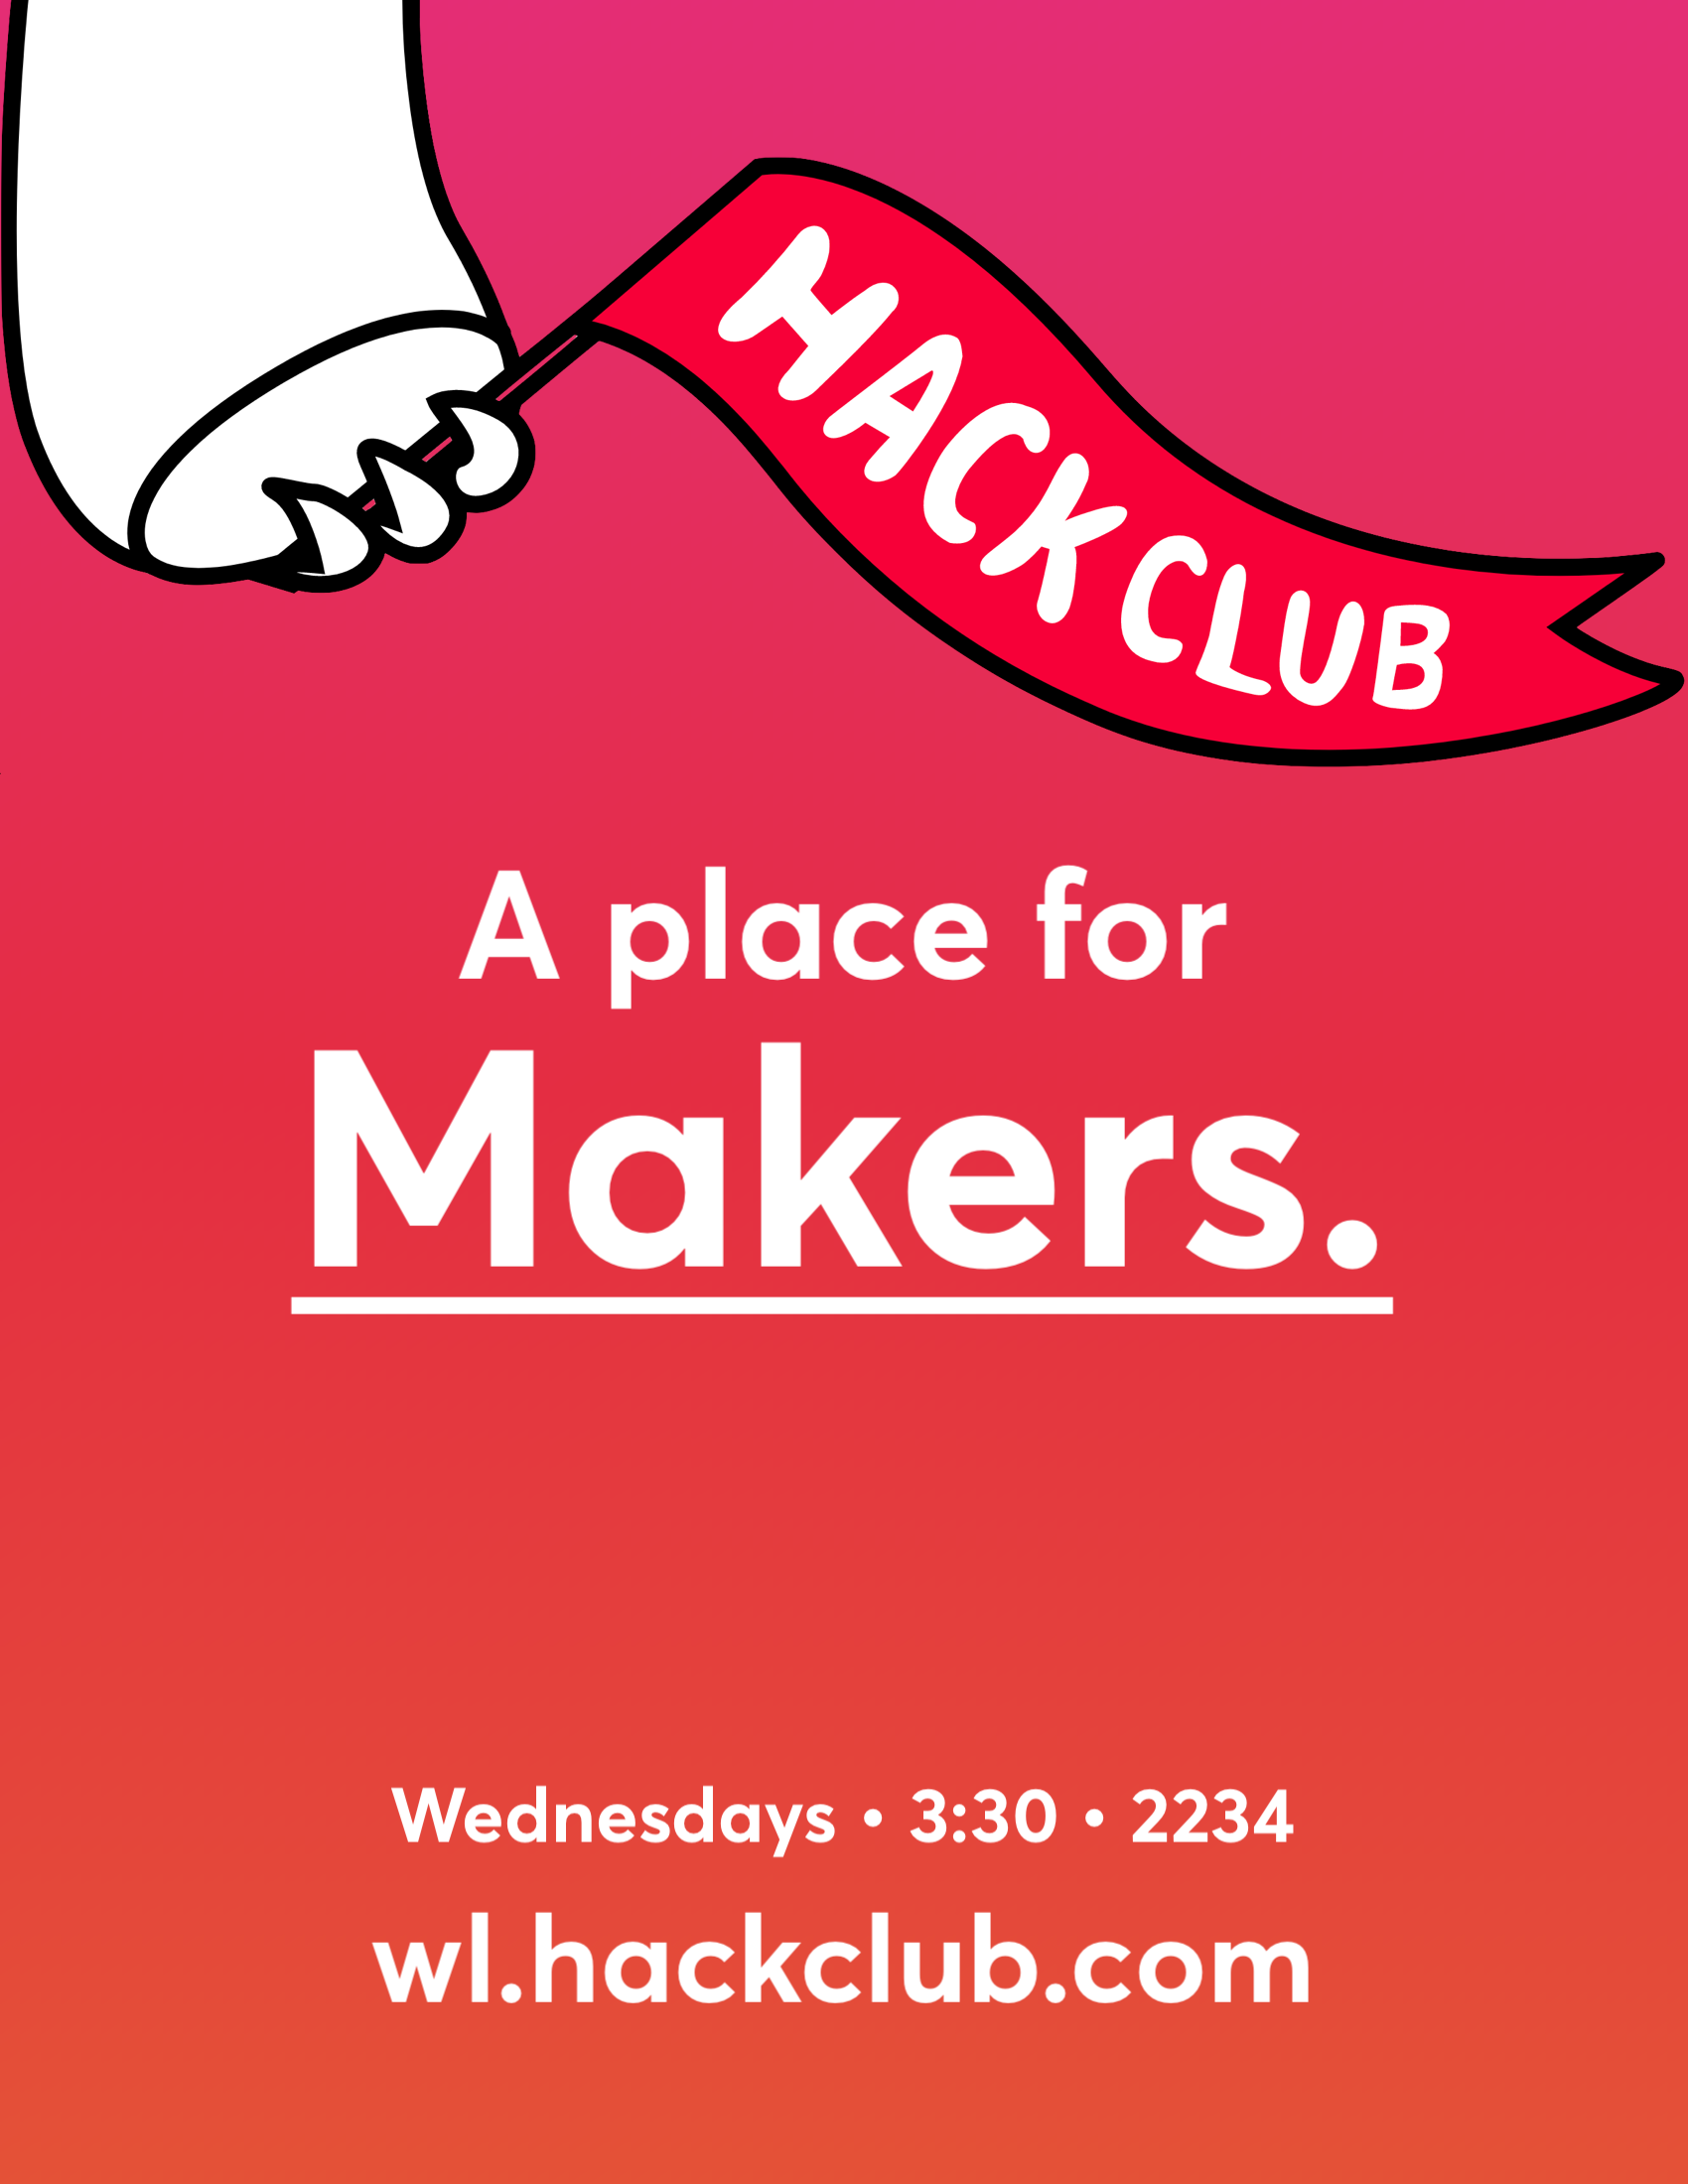 HACK CLUB
A place for
Makers.
Wednesdays • 3:30 • 2234
wl.hackclub.com